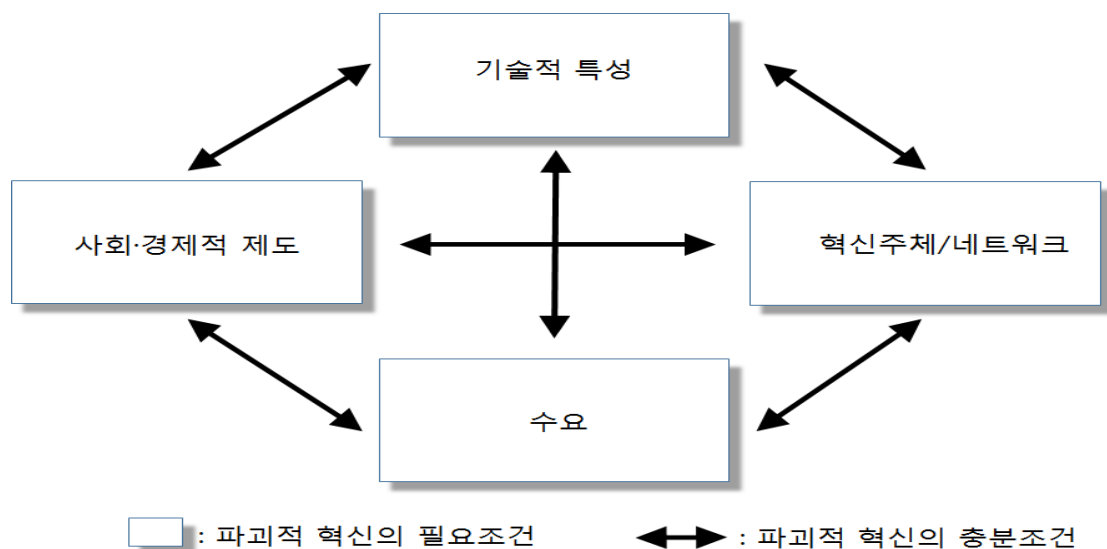 기술적 특성
사회·경제적 제도
혁신주체/네트워크
수요
: 파괴적 혁신의 필요조건
: 파괴적 혁신의 충분조건